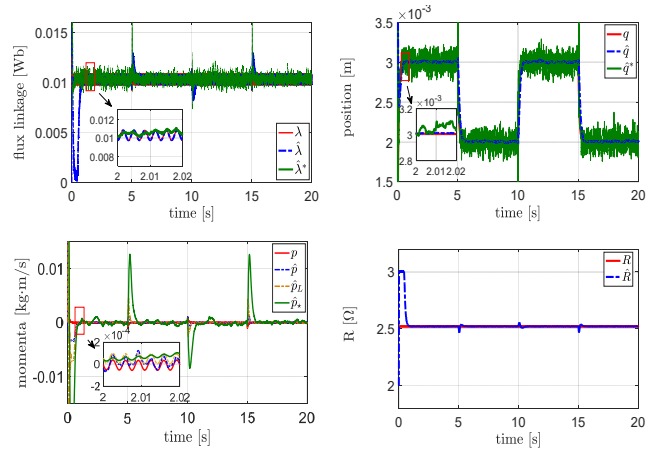 0.015
0.01
0.005
0
flux linkage [Wb]
0.012
0.010
0.008
2 2.01 2.02
λ
λ̂
λ̂*
0 5 10 15 20
time [s]
×10⁻³
3.5
3
2.5
2
1.5
position [m]
×10⁻³
3.2
3
2.8
2 2.01 2.02
q
q̂
q̂*
0 5 10 15 20
time [s]
0.01
0
-0.01
momenta [kg·m/s]
×10⁻⁴
2
0
-2
2 2.01 2.02
p
p̂
p̂_L
p̂⋆
0 5 10 15 20
time [s]
3
2.5
2
R [Ω]
R
R̂
0 5 10 15 20
time [s]